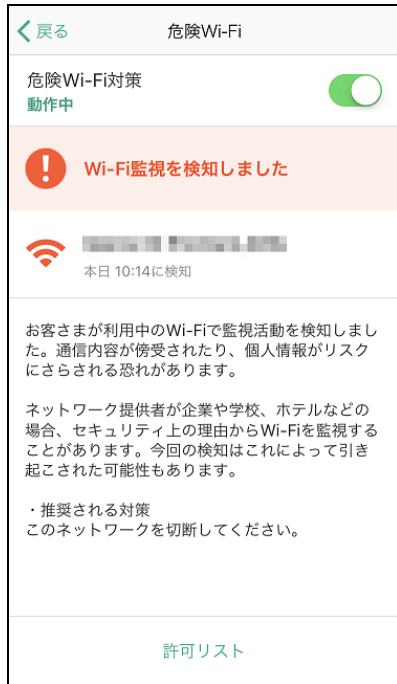 戻る
危険Wi-Fi
危険Wi-Fi対策
動作中
Wi-Fi監視を検知しました
本日 10:14に検知
お客さまが利用中のWi-Fiで監視活動を検知しまし
た。通信内容が傍受されたり、個人情報がリスク
にさらされる恐れがあります。
ネットワーク提供者が企業や学校、ホテルなどの
場合、セキュリティ上の理由からWi-Fiを監視する
ことがあります。今回の検知はこれによって引き
起こされた可能性もあります。
・推奨される対策
このネットワークを切断してください。
許可リスト